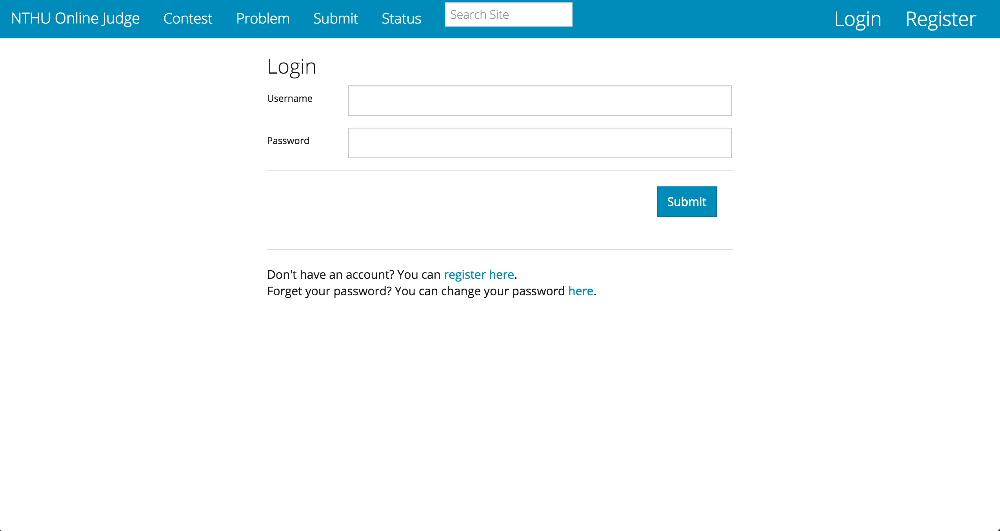 NTHU Online Judge Contest Problem Submit Status Search Site Login Register
Login
Username
Password
Submit
Don't have an account? You can register here.
Forget your password? You can change your password here.